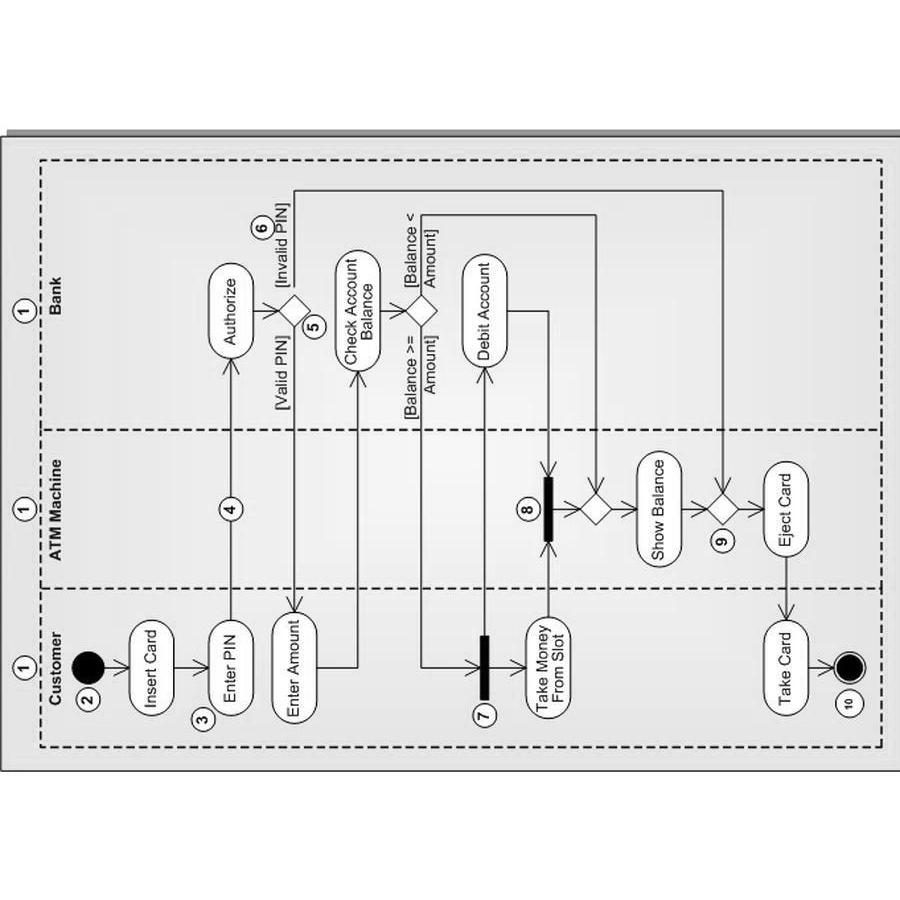 1
1
1
Customer
ATM Machine
Bank
2
Insert Card
3
Enter PIN
4
Authorize
6
[Valid PIN]
[Invalid PIN]
5
Enter Amount
Check Account
Balance
[Balance >=
Amount]
[Balance <
Amount]
7
Debit Account
8
Take Money
From Slot
Show Balance
9
Take Card
Eject Card
10